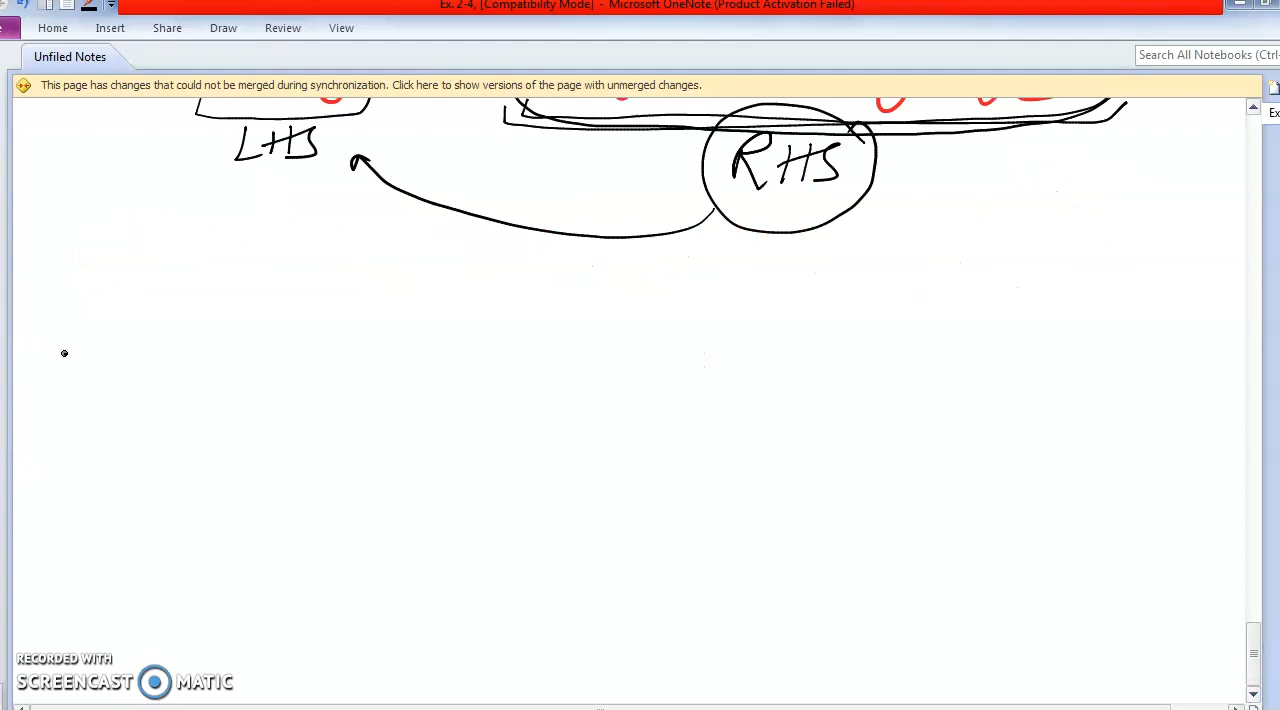 Ex. 2-4, [Compatibility Mode] - Microsoft OneNote (Product Activation Failed)
Home Insert Share Draw Review View
Unfiled Notes
Search All Notebooks (Ctrl+
This page has changes that could not be merged during synchronization. Click here to show versions of the page with unmerged changes.
Ex
LHS
RHS
RECORDED WITH
SCREENCAST MATIC